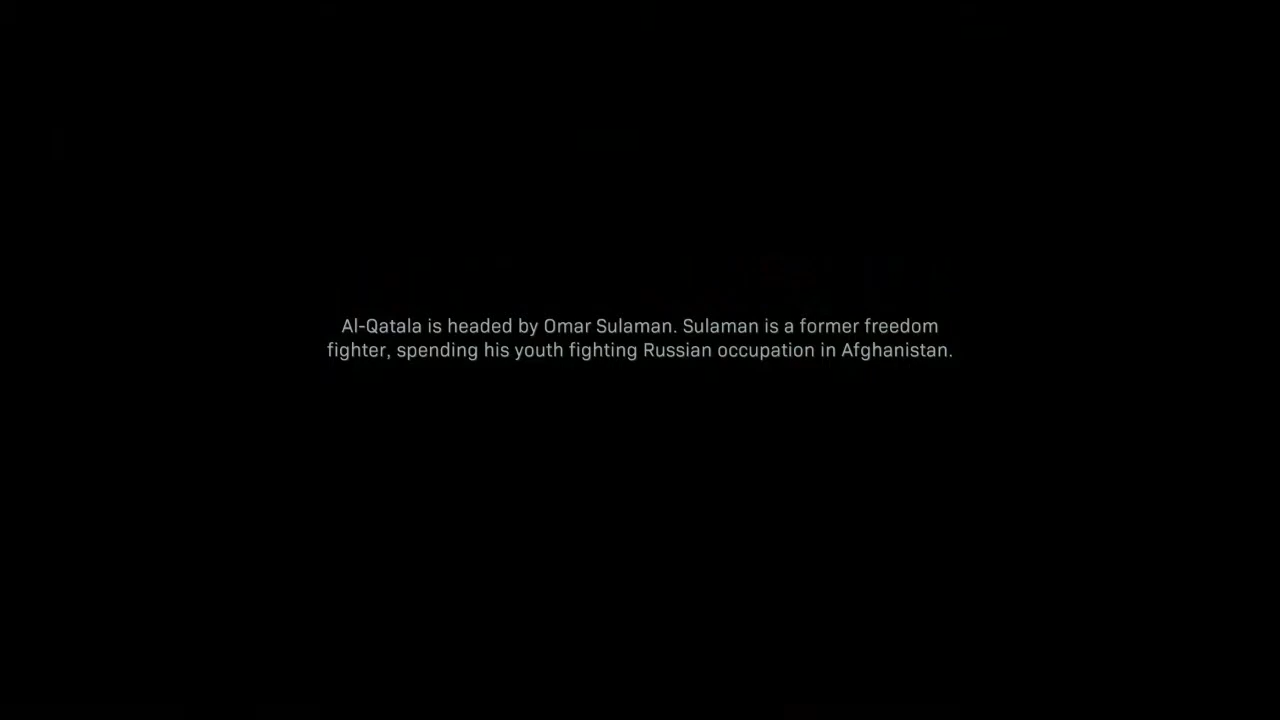 Al-Qatala is headed by Omar Sulaman. Sulaman is a former freedom
fighter, spending his youth fighting Russian occupation in Afghanistan.